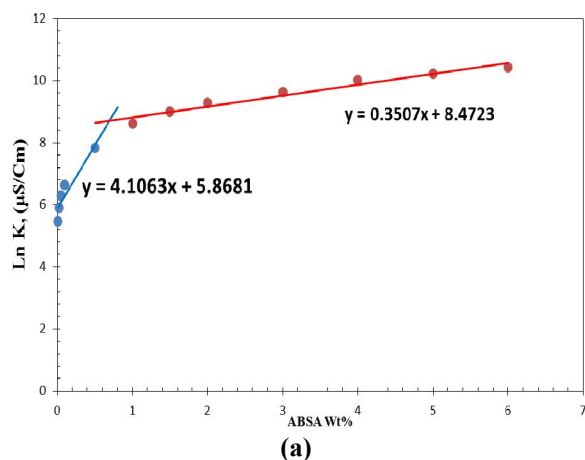 12
10
8
6
4
2
0
Ln K, (μS/Cm)
y = 0.3507x + 8.4723
y = 4.1063x + 5.8681
0 1 2 3 4 5 6 7
ABSA Wt%
(a)